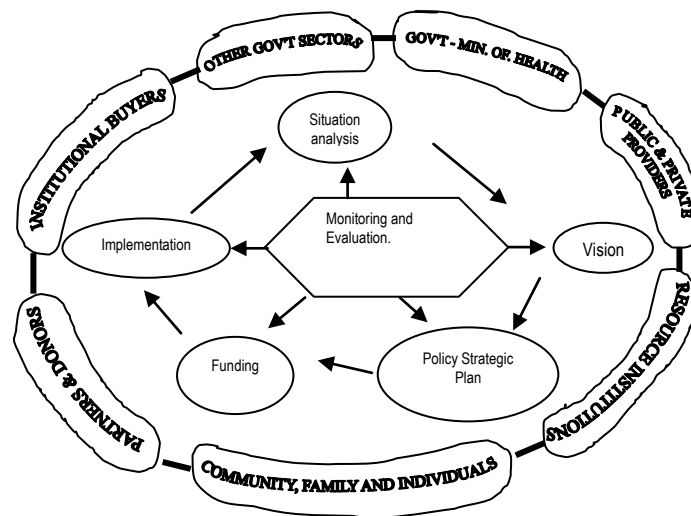 OTHER GOV'T SECTORS
GOV'T - MIN. OF. HEALTH
INSTITUTIONAL BUYERS
PUBLIC & PRIVATE
PROVIDERS
Situation
analysis
Monitoring and
Evaluation.
Implementation
Vision
Funding
Policy Strategic
Plan
PARTNERS & DONORS
RESOURCE INSTITUTIONS
COMMUNITY, FAMILY AND INDIVIDUALS